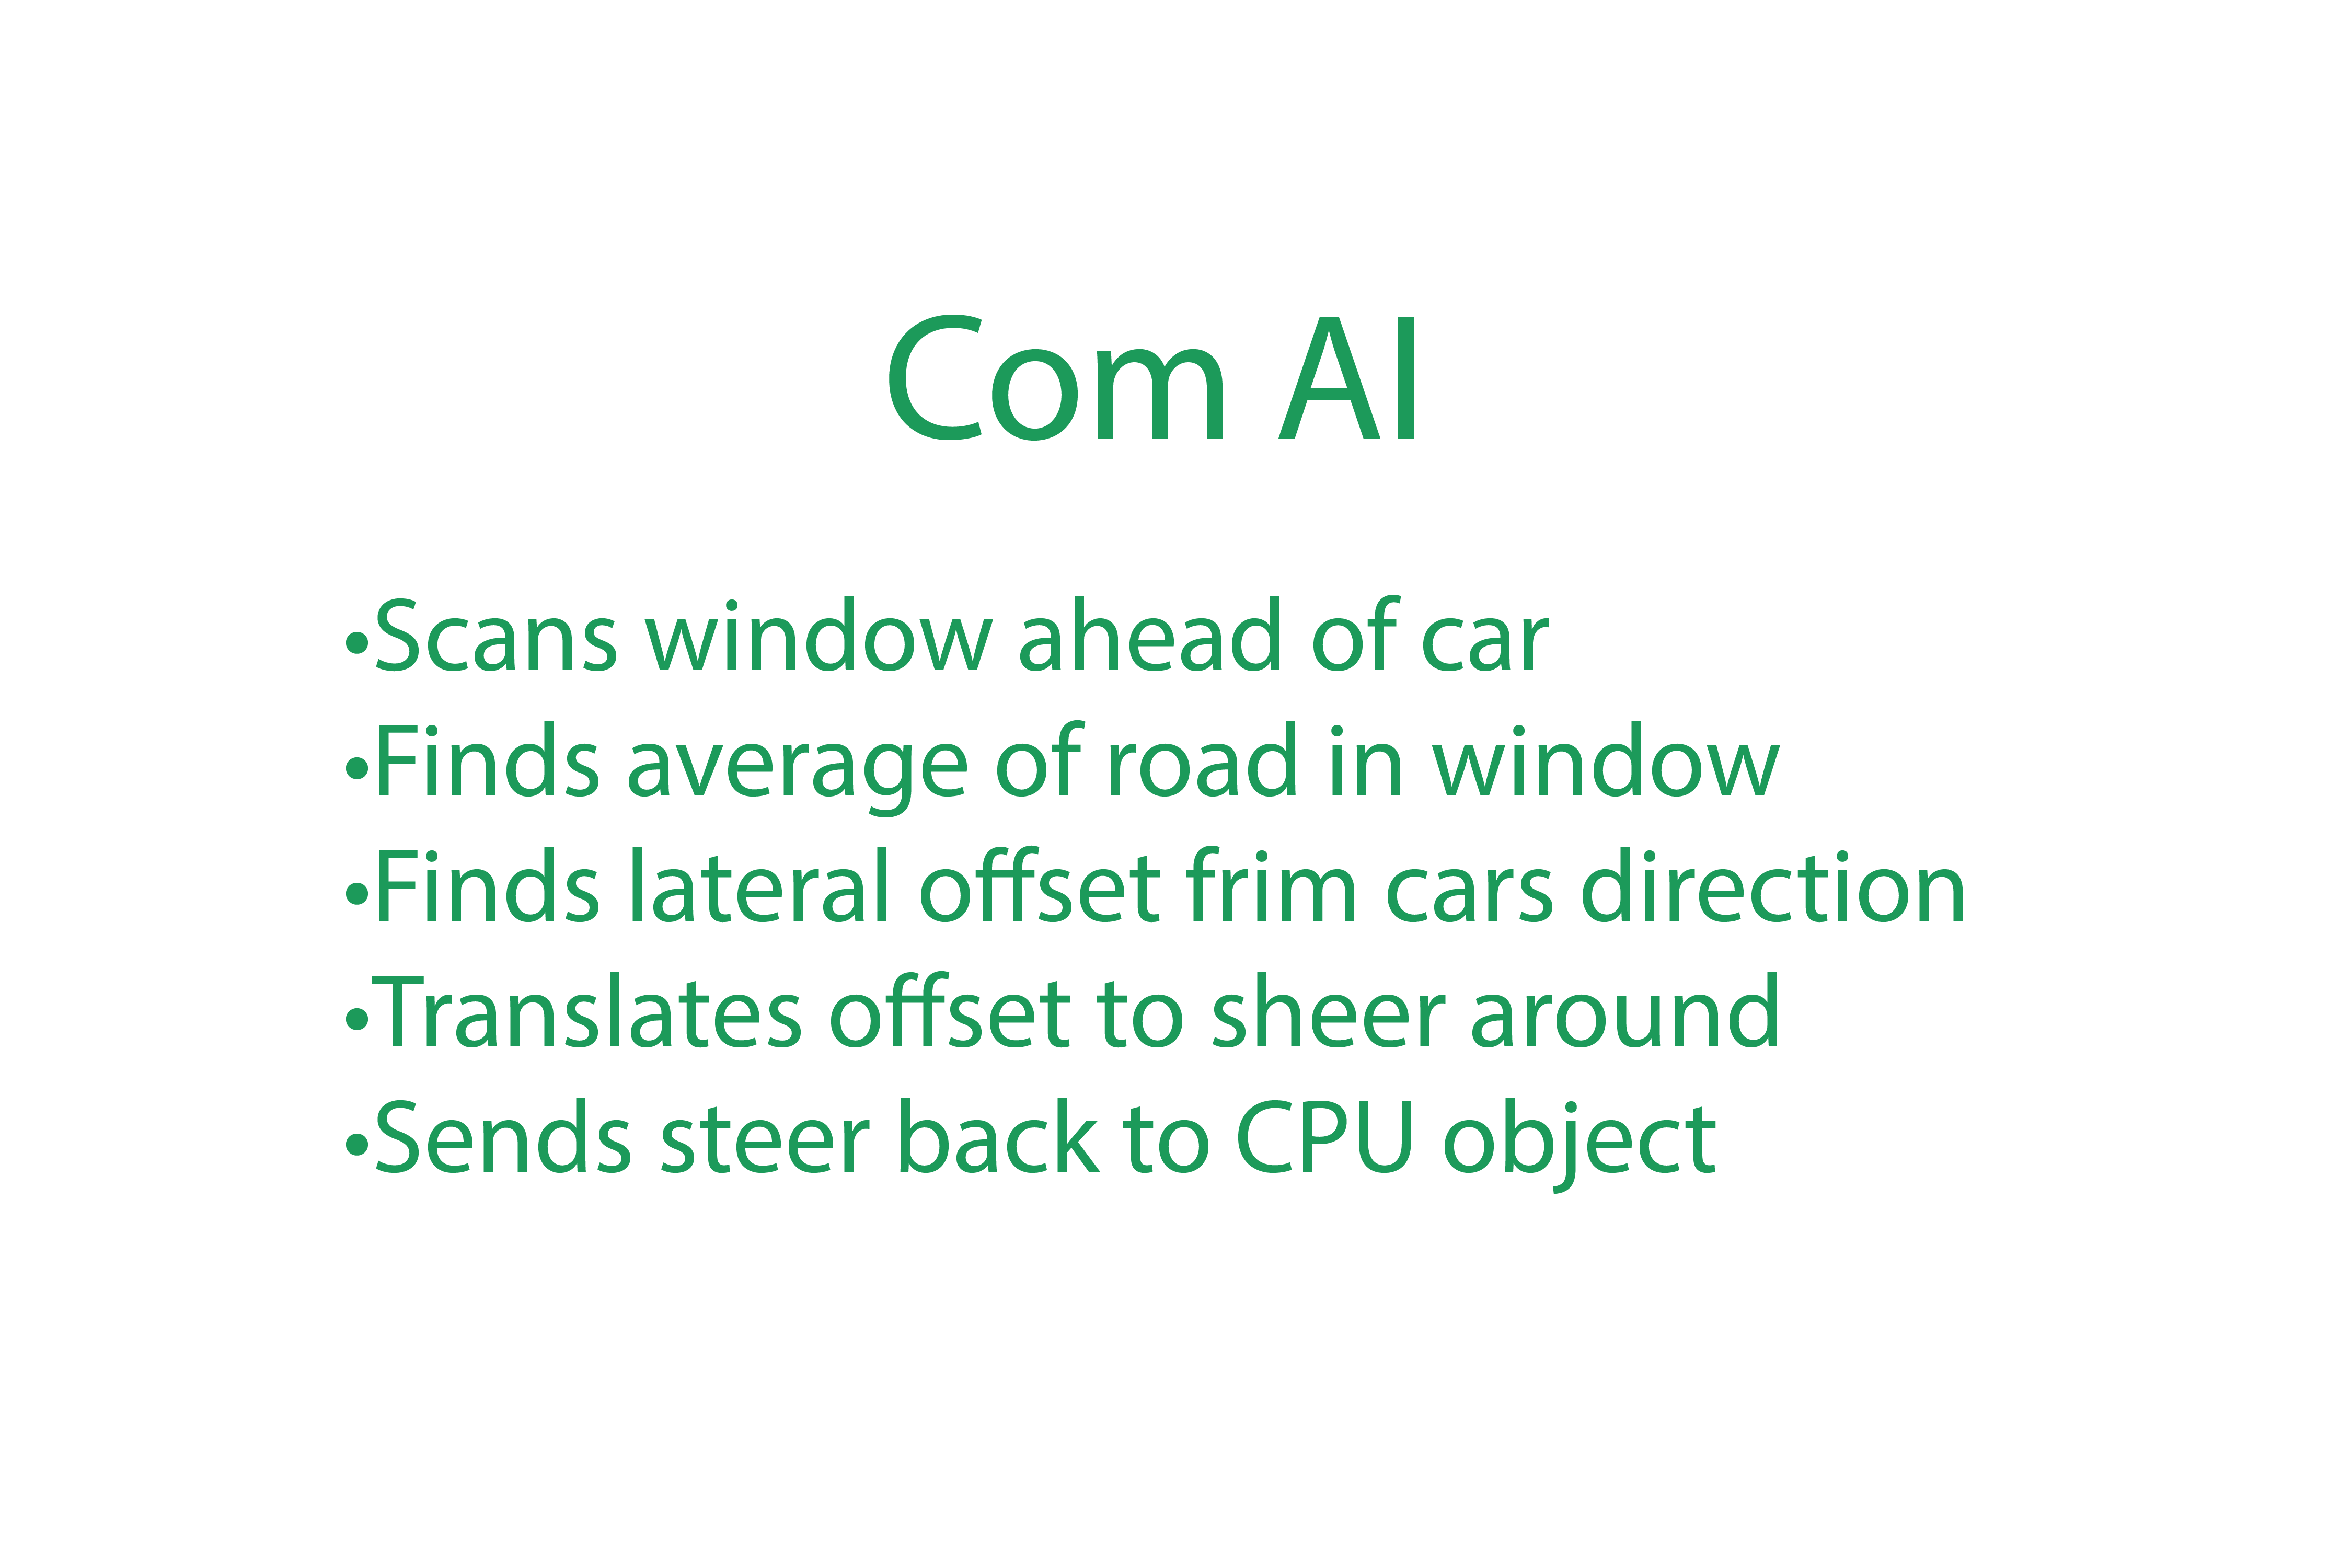 Com AI
•Scans window ahead of car
•Finds average of road in window
•Finds lateral offset frim cars direction
•Translates offset to sheer around
•Sends steer back to CPU object